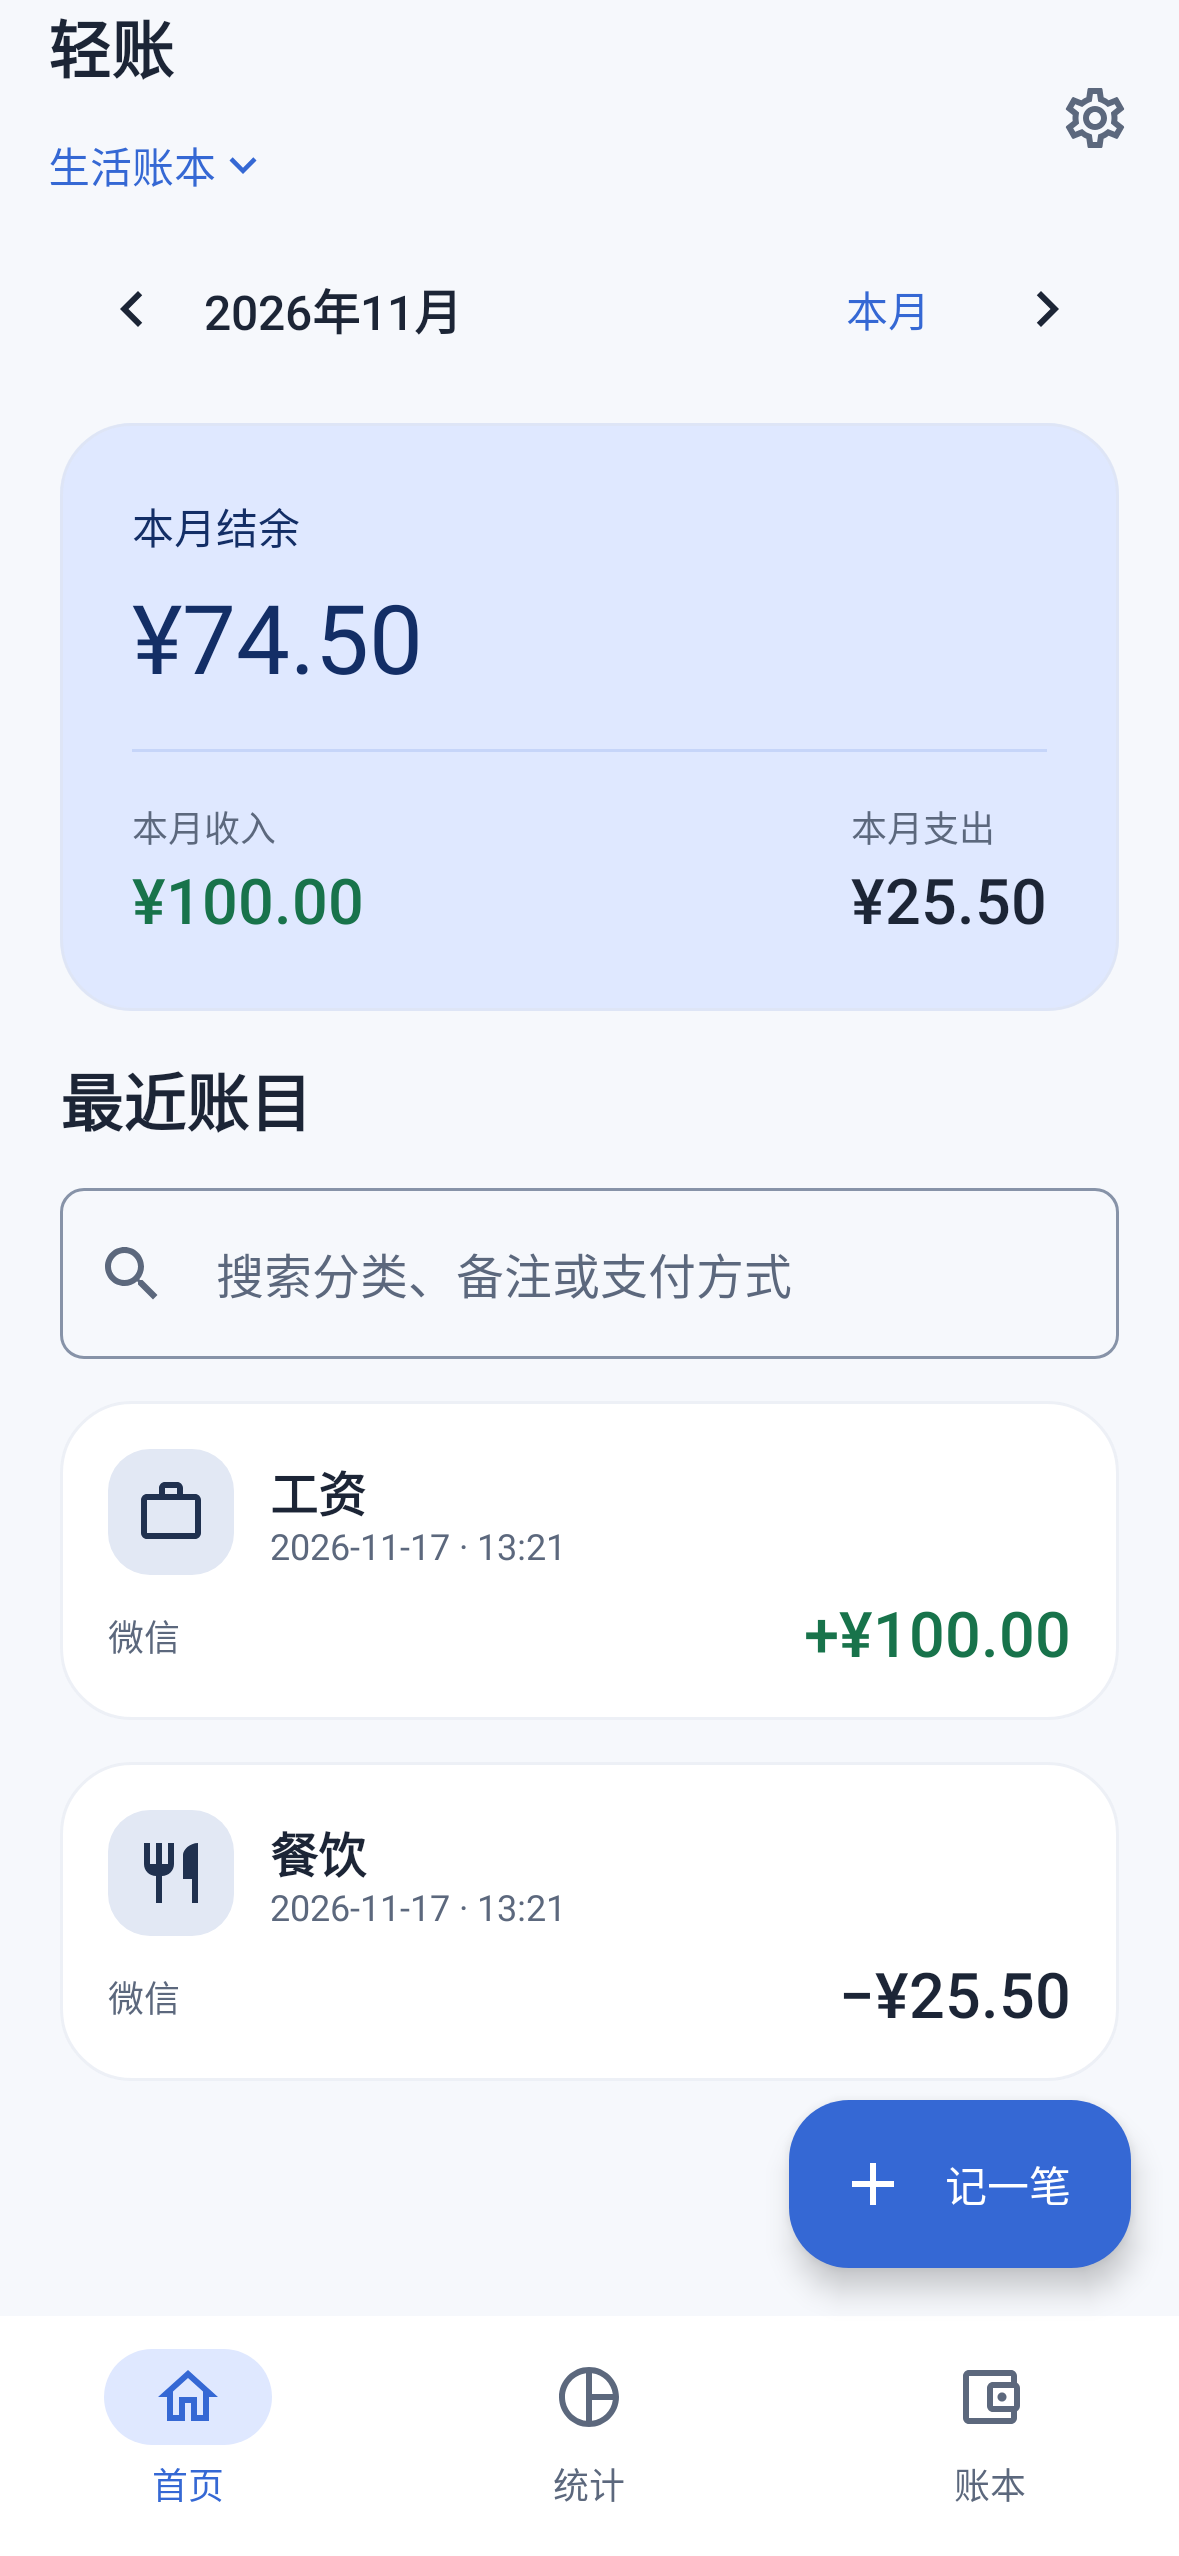 轻账
生活账本
2026年11月 本月
本月结余
¥74.50
本月收入 本月支出
¥100.00 ¥25.50
最近账目
搜索分类、备注或支付方式
工资
2026-11-17 · 13:21
微信 +¥100.00
餐饮
2026-11-17 · 13:21
微信 −¥25.50
记一笔
首页 统计 账本